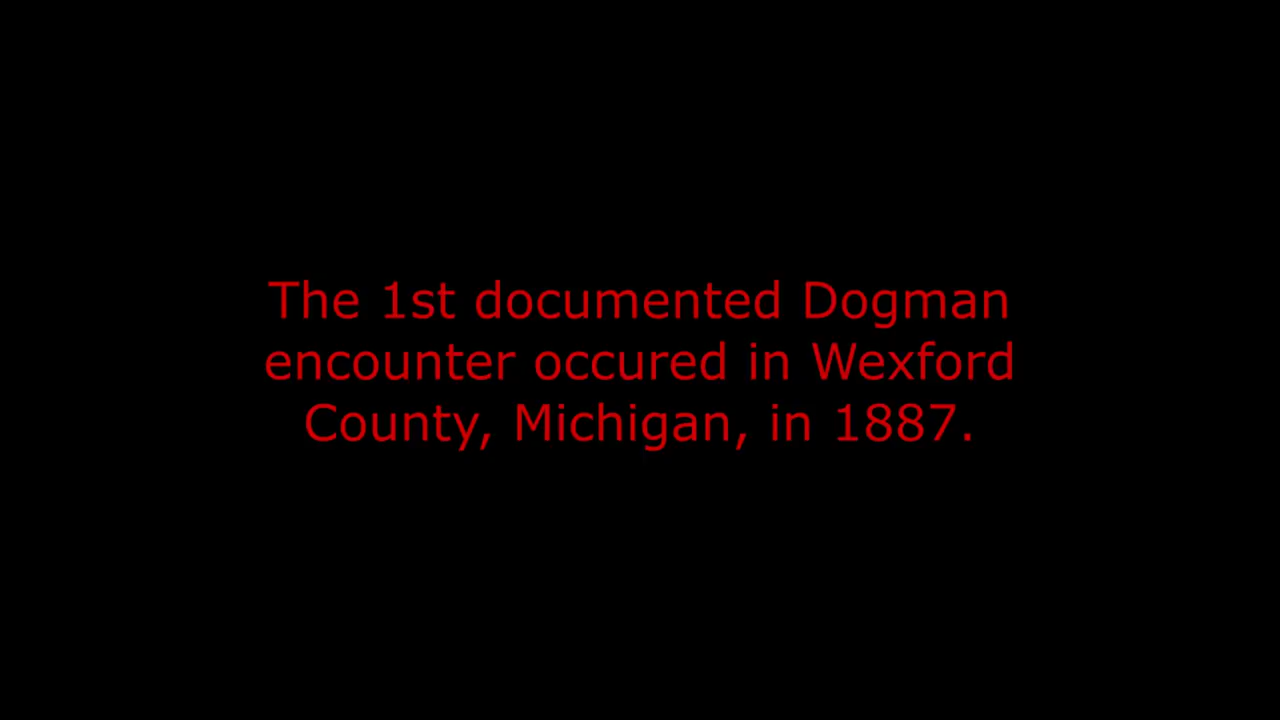 The 1st documented Dogman
encounter occured in Wexford
County, Michigan, in 1887.